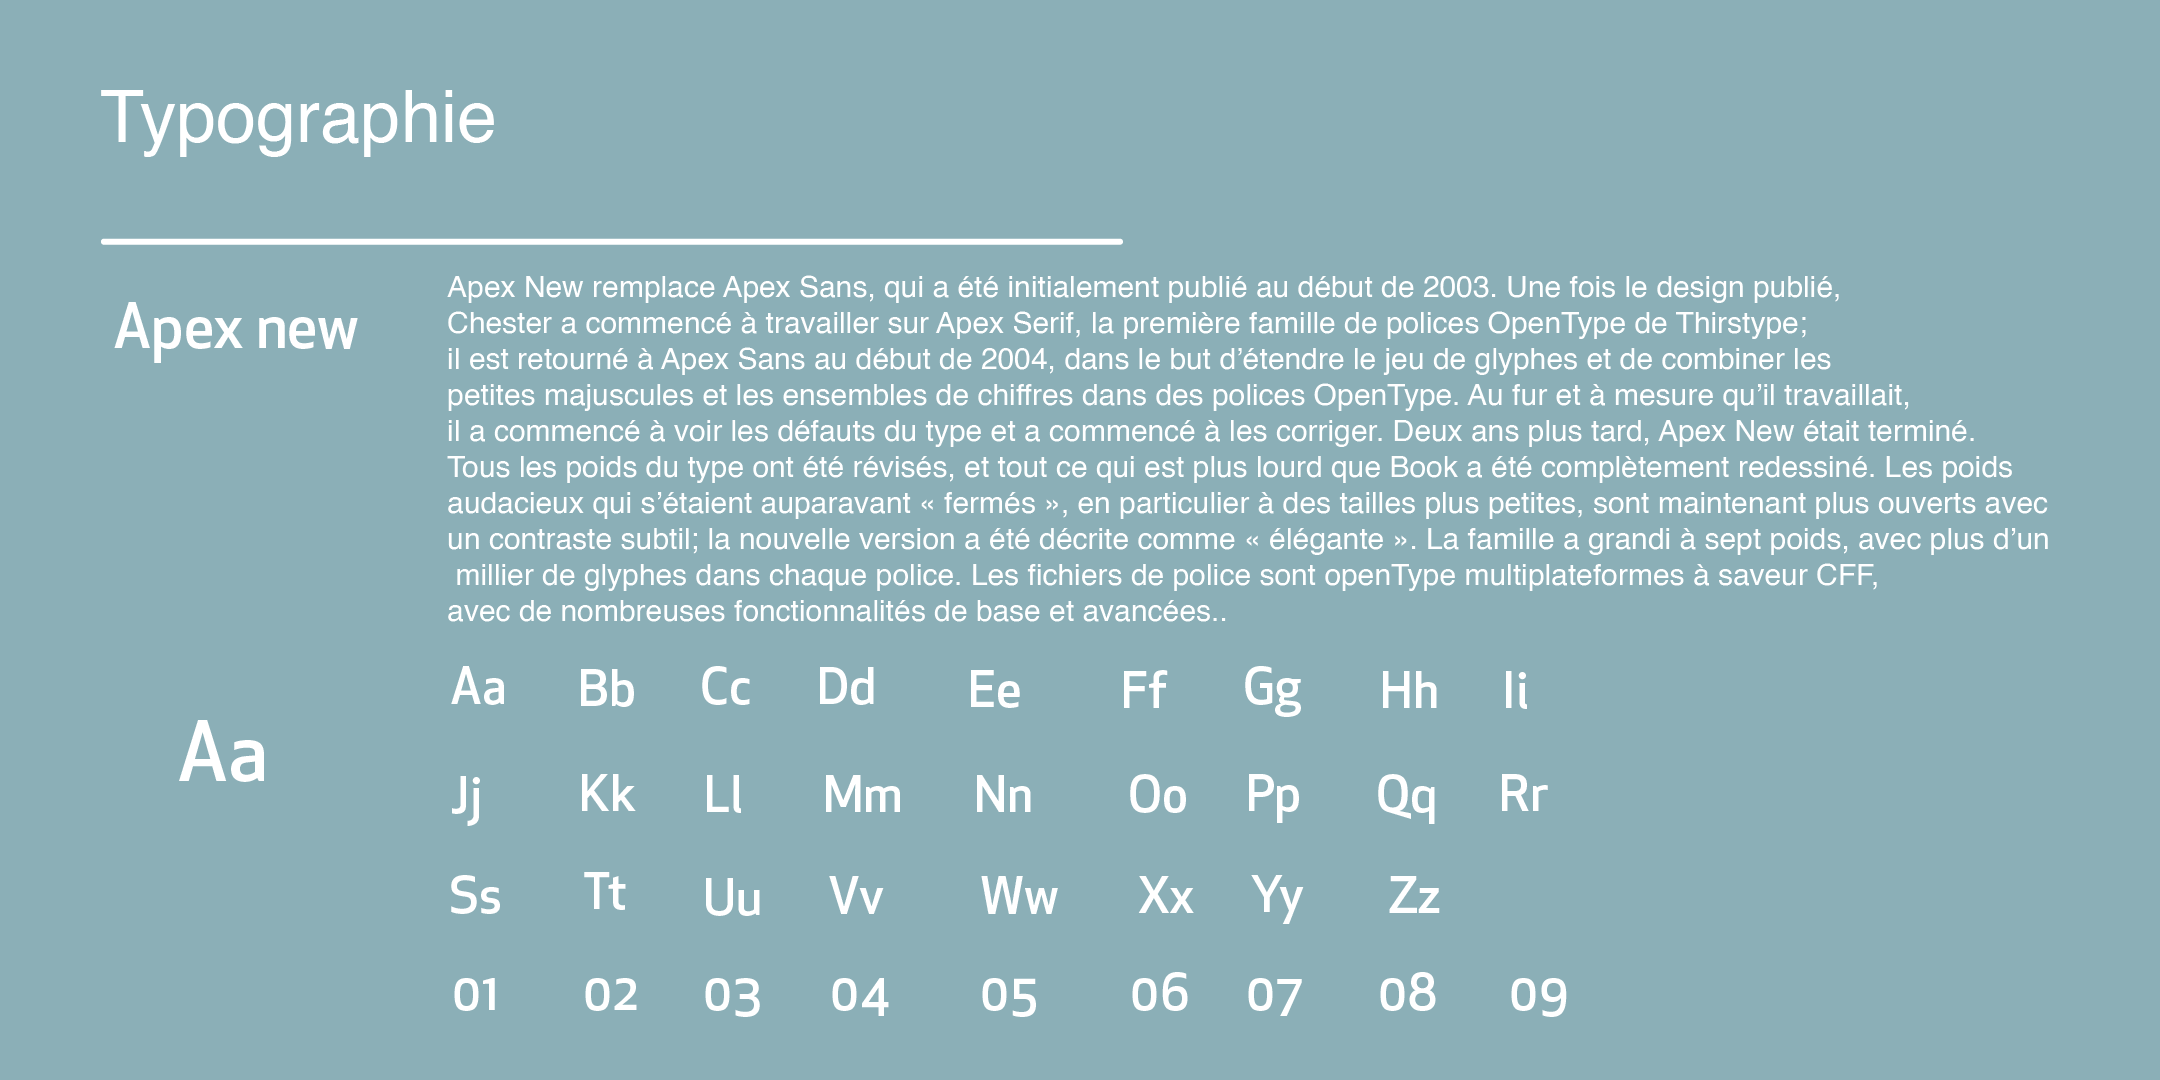 Typographie
Apex new
Apex New remplace Apex Sans, qui a été initialement publié au début de 2003. Une fois le design publié,
Chester a commencé à travailler sur Apex Serif, la première famille de polices OpenType de Thirstype;
il est retourné à Apex Sans au début de 2004, dans le but d’étendre le jeu de glyphes et de combiner les
petites majuscules et les ensembles de chiffres dans des polices OpenType. Au fur et à mesure qu’il travaillait,
il a commencé à voir les défauts du type et a commencé à les corriger. Deux ans plus tard, Apex New était terminé.
Tous les poids du type ont été révisés, et tout ce qui est plus lourd que Book a été complètement redessiné. Les poids
audacieux qui s’étaient auparavant « fermés », en particulier à des tailles plus petites, sont maintenant plus ouverts avec
un contraste subtil; la nouvelle version a été décrite comme « élégante ». La famille a grandi à sept poids, avec plus d’un
millier de glyphes dans chaque police. Les fichiers de police sont openType multiplateformes à saveur CFF,
avec de nombreuses fonctionnalités de base et avancées..
Aa
Aa Bb Cc Dd Ee Ff Gg Hh Ii
Jj Kk Ll Mm Nn Oo Pp Qq Rr
Ss Tt Uu Vv Ww Xx Yy Zz
01 02 03 04 05 06 07 08 09